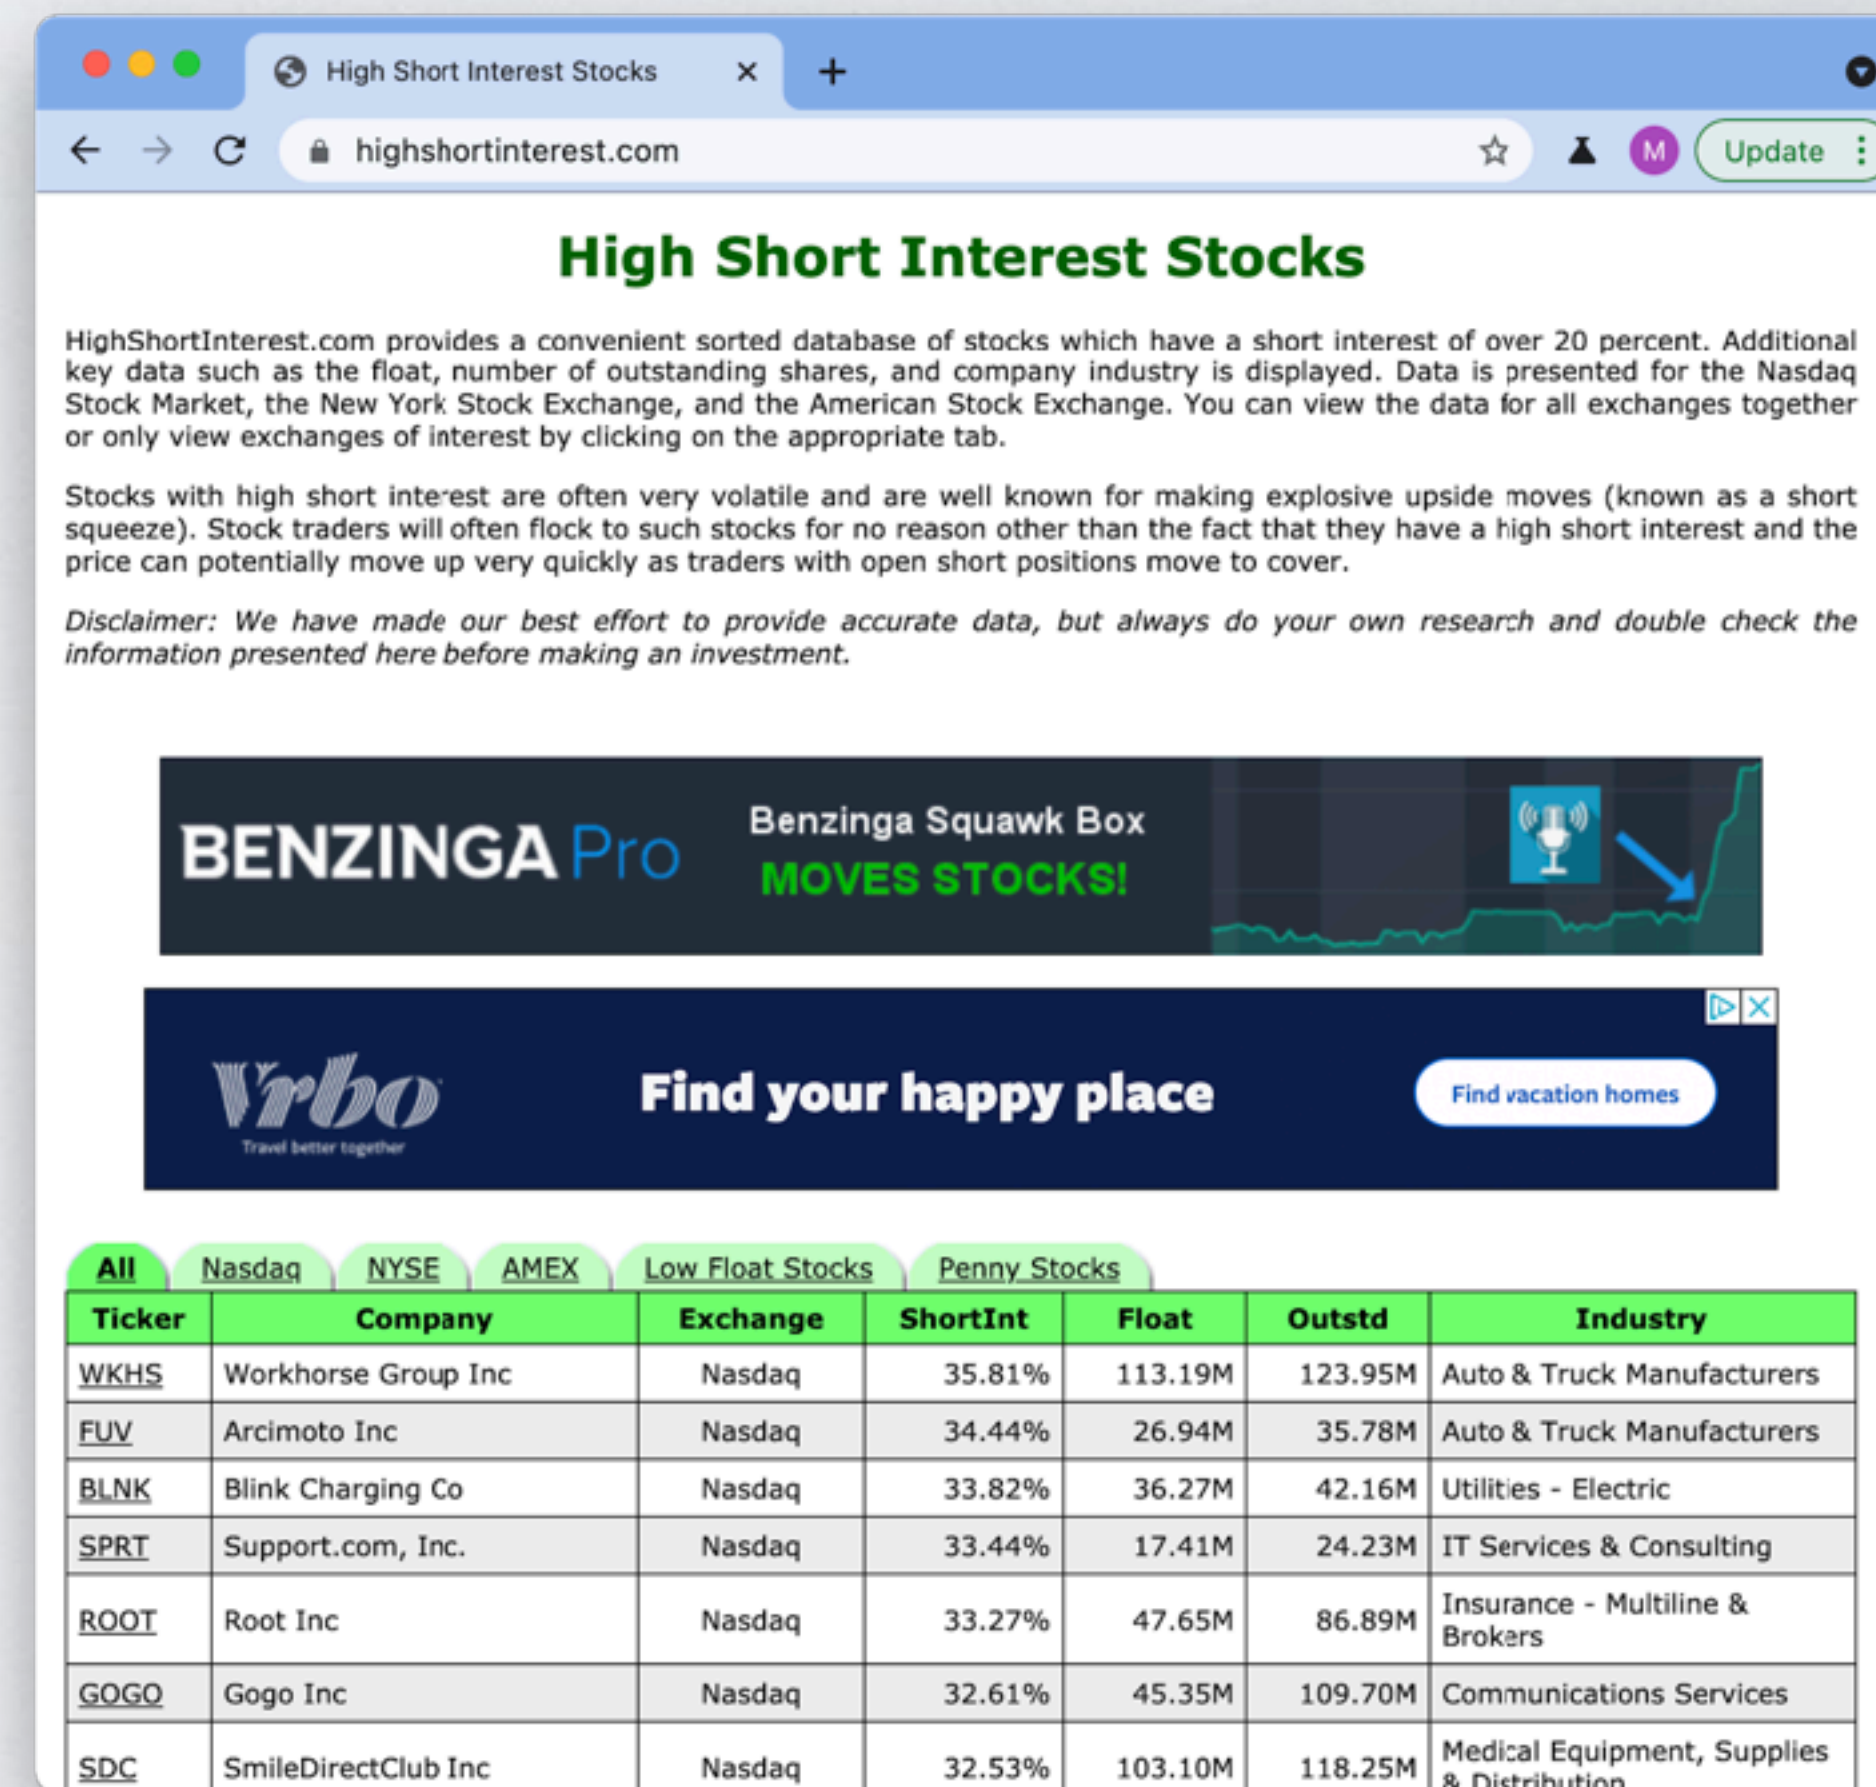 High Short Interest Stocks
highshortinterest.com
M
Update
High Short Interest Stocks
HighShortInterest.com provides a convenient sorted database of stocks which have a short interest of over 20 percent. Additional
key data such as the float, number of outstanding shares, and company industry is displayed. Data is presented for the Nasdaq
Stock Market, the New York Stock Exchange, and the American Stock Exchange. You can view the data for all exchanges together
or only view exchanges of interest by clicking on the appropriate tab.
Stocks with high short interest are often very volatile and are well known for making explosive upside moves (known as a short
squeeze). Stock traders will often flock to such stocks for no reason other than the fact that they have a high short interest and the
price can potentially move up very quickly as traders with open short positions move to cover.
Disclaimer: We have made our best effort to provide accurate data, but always do your own research and double check the
information presented here before making an investment.
BENZINGA Pro
Benzinga Squawk Box
MOVES STOCKS!
Vrbo
Travel better together
Find your happy place
Find vacation homes
All Nasdaq NYSE AMEX Low Float Stocks Penny Stocks
Ticker Company Exchange ShortInt Float Outstd Industry
WKHS Workhorse Group Inc Nasdaq 35.81% 113.19M 123.95M Auto & Truck Manufacturers
FUV Arcimoto Inc Nasdaq 34.44% 26.94M 35.78M Auto & Truck Manufacturers
BLNK Blink Charging Co Nasdaq 33.82% 36.27M 42.16M Utilities - Electric
SPRT Support.com, Inc. Nasdaq 33.44% 17.41M 24.23M IT Services & Consulting
ROOT Root Inc Nasdaq 33.27% 47.65M 86.89M Insurance - Multiline &
Brokers
GOGO Gogo Inc Nasdaq 32.61% 45.35M 109.70M Communications Services
SDC SmileDirectClub Inc Nasdaq 32.53% 103.10M 118.25M Medical Equipment, Supplies
& Distribution